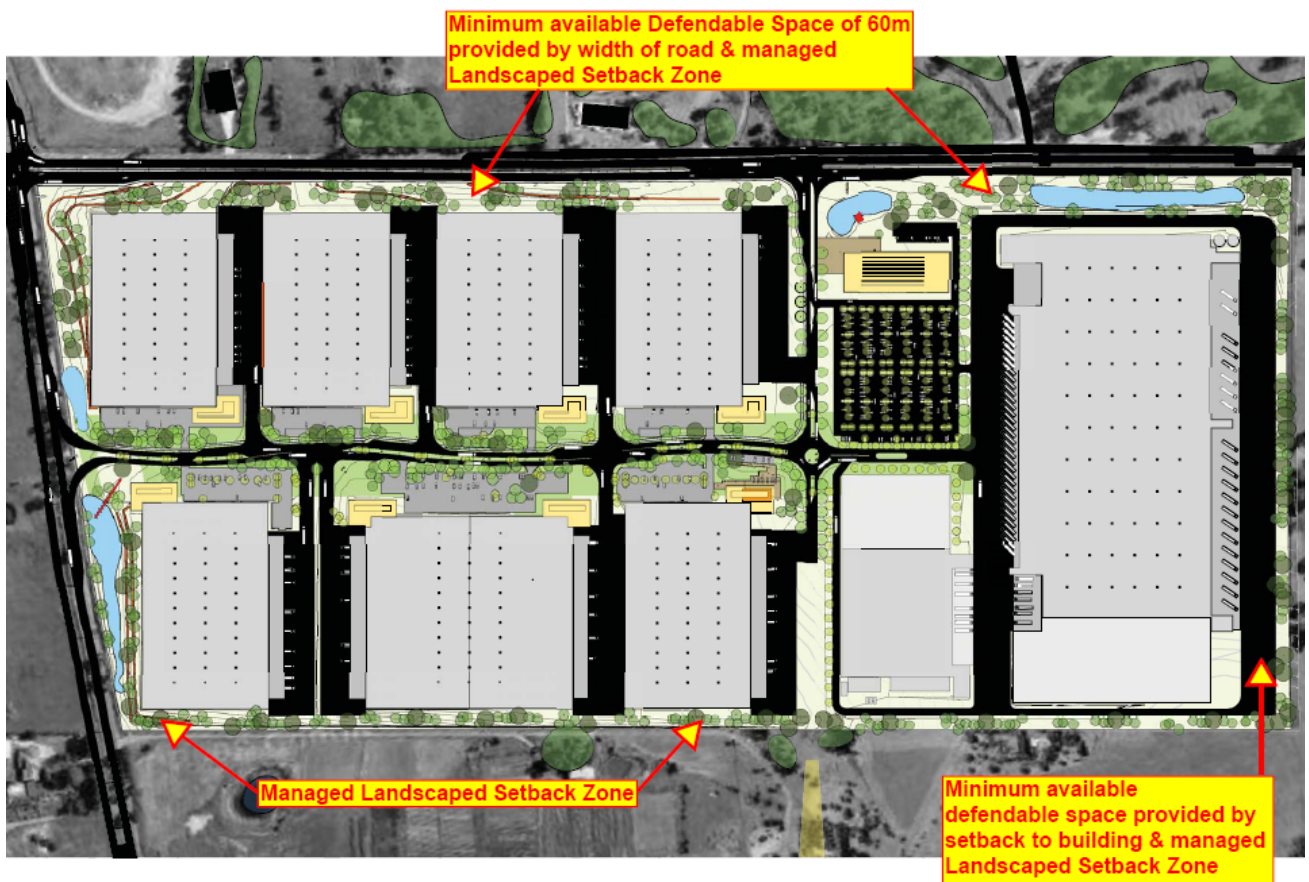 Minimum available Defendable Space of 60m
provided by width of road & managed
Landscaped Setback Zone
Managed Landscaped Setback Zone
Minimum available
defendable space provided by
setback to building & managed
Landscaped Setback Zone